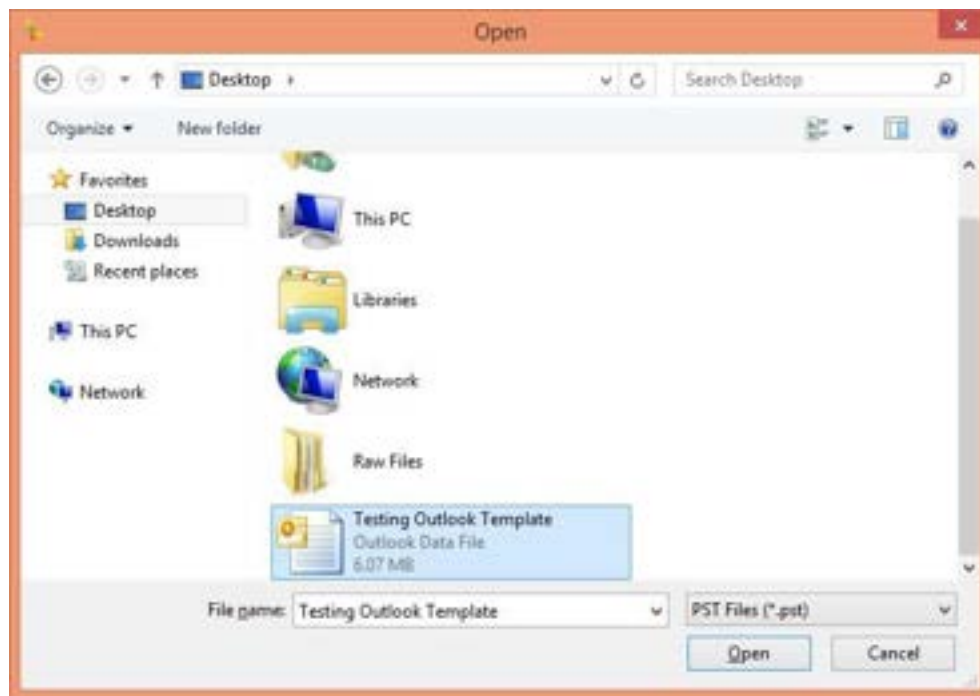 Open
Desktop
Search Desktop
Organize
New folder
Favorites
Desktop
Downloads
Recent places
This PC
Network
This PC
Libraries
Network
Raw Files
Testing Outlook Template
Outlook Data File
6.07 MB
File name: Testing Outlook Template
PST Files (*.pst)
Open
Cancel